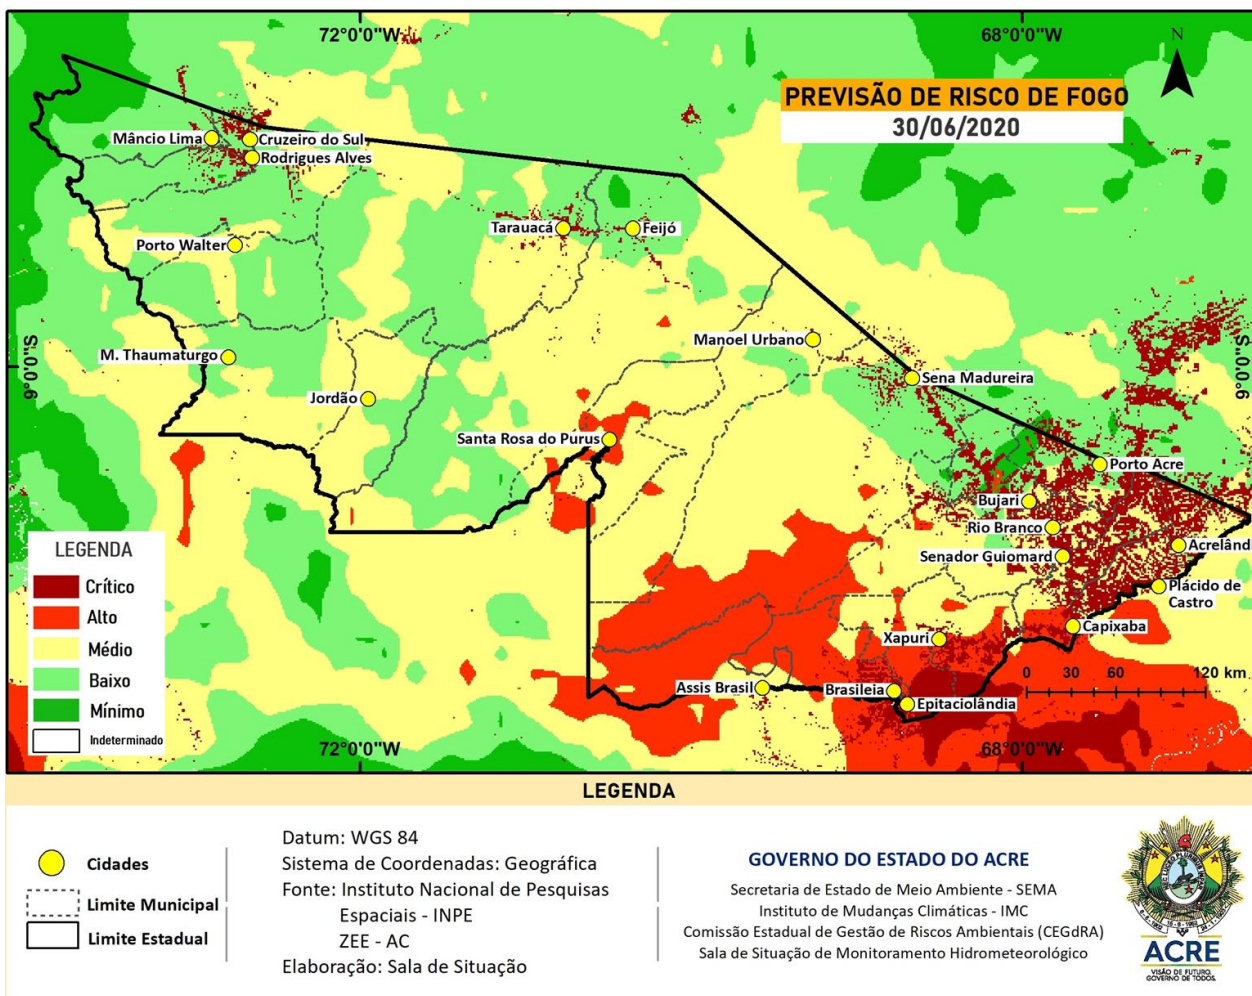 72°0'0"W
68°0'0"W
N
PREVISÃO DE RISCO DE FOGO
30/06/2020
Mâncio Lima
Cruzeiro do Sul
Rodrigues Alves
Tarauacá
Feijó
Porto Walter
M. Thaumaturgo
Manoel Urbano
9°0'0"S
9°0'0"S
Sena Madureira
Jordão
Santa Rosa do Purus
Porto Acre
Bujari
Rio Branco
Acrelând
Senador Guiomard
Plácido de
Castro
Capixaba
Xapuri
0 30 60 120 km
Assis Brasil
Brasileia
Epitaciolândia
72°0'0"W
68°0'0"W
LEGENDA
Crítico
Alto
Médio
Baixo
Mínimo
Indeterminado
LEGENDA
Cidades
Limite Municipal
Limite Estadual
Datum: WGS 84
Sistema de Coordenadas: Geográfica
Fonte: Instituto Nacional de Pesquisas
Espaciais - INPE
ZEE - AC
Elaboração: Sala de Situação
GOVERNO DO ESTADO DO ACRE
Secretaria de Estado de Meio Ambiente - SEMA
Instituto de Mudanças Climáticas - IMC
Comissão Estadual de Gestão de Riscos Ambientais (CEGdRA)
Sala de Situação de Monitoramento Hidrometeorológico
ACRE
VISÃO DE FUTURO,
GOVERNO DE TODOS.